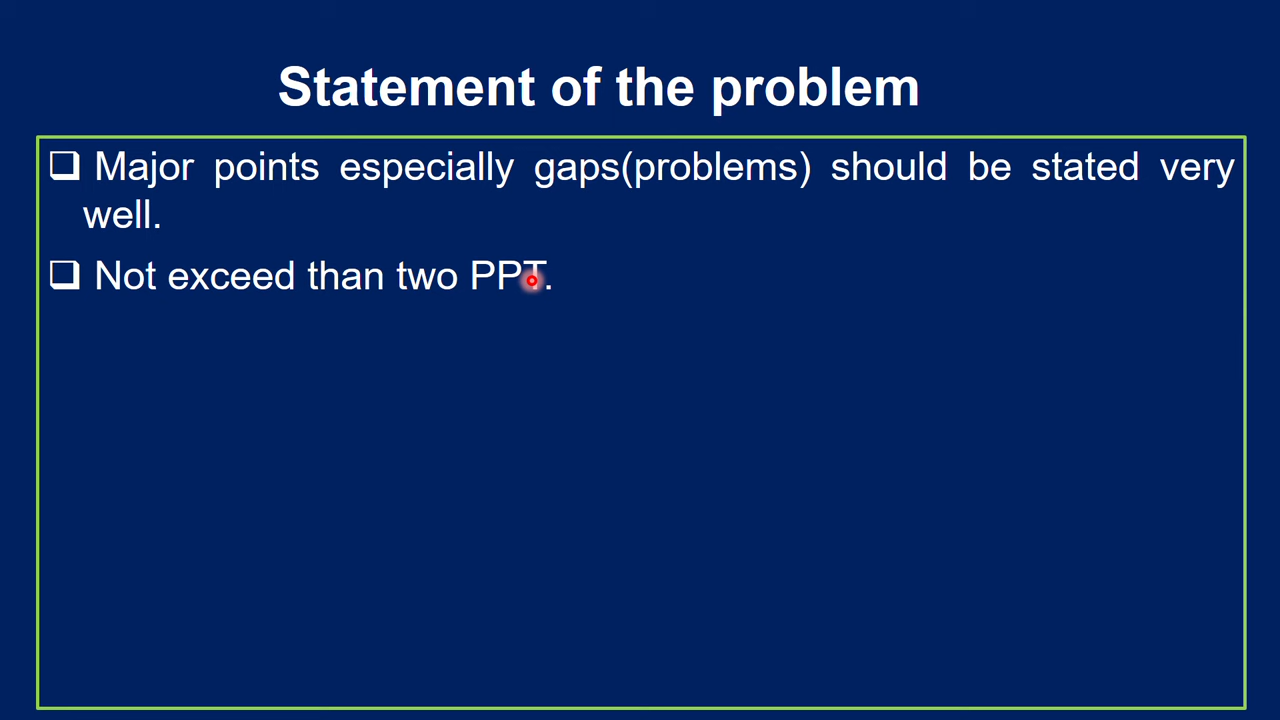 Statement of the problem
❑ Major points especially gaps(problems) should be stated very
well.
❑ Not exceed than two PPT.